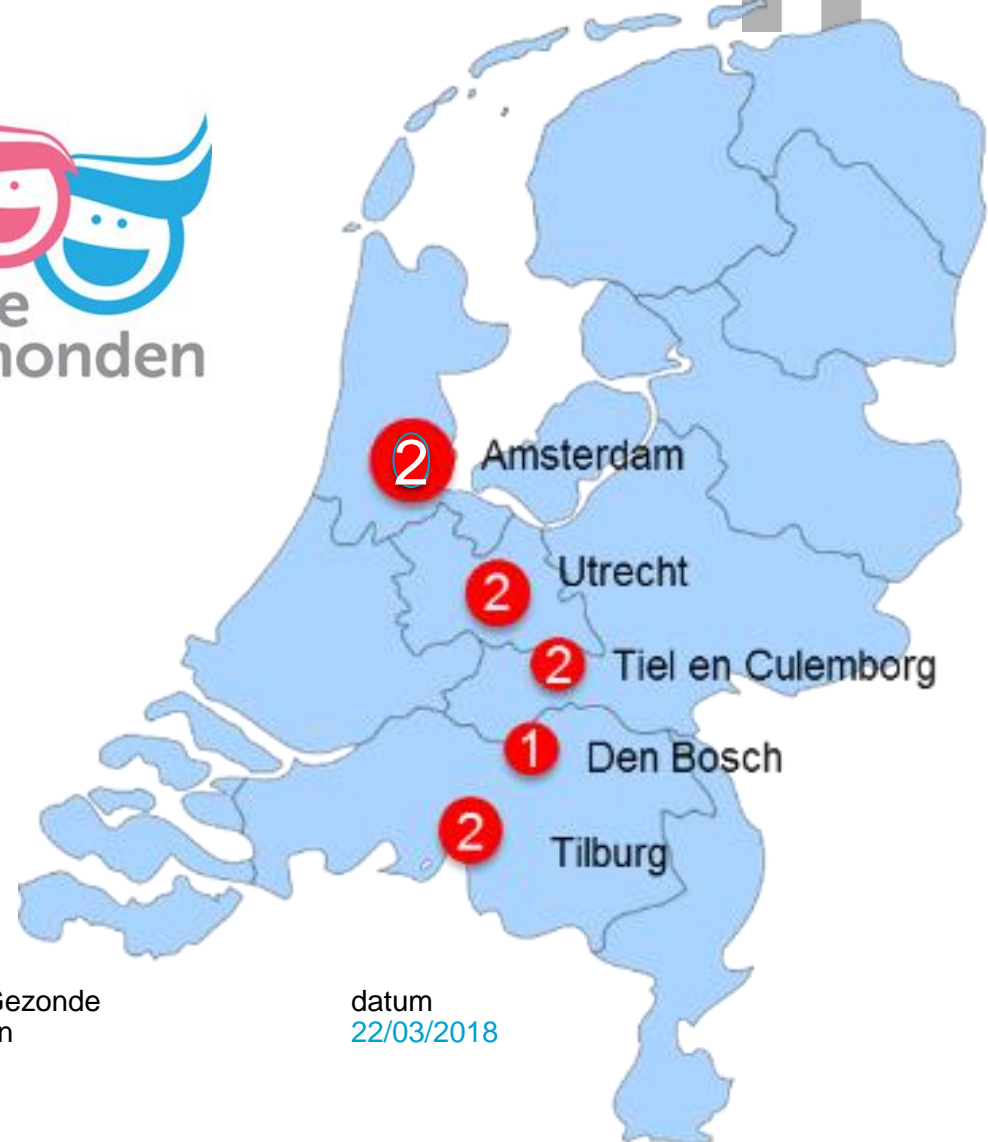 e
onden
2 Amsterdam
2 Utrecht
2 Tiel en Culemborg
1 Den Bosch
2 Tilburg
Gezonde
n
datum
22/03/2018